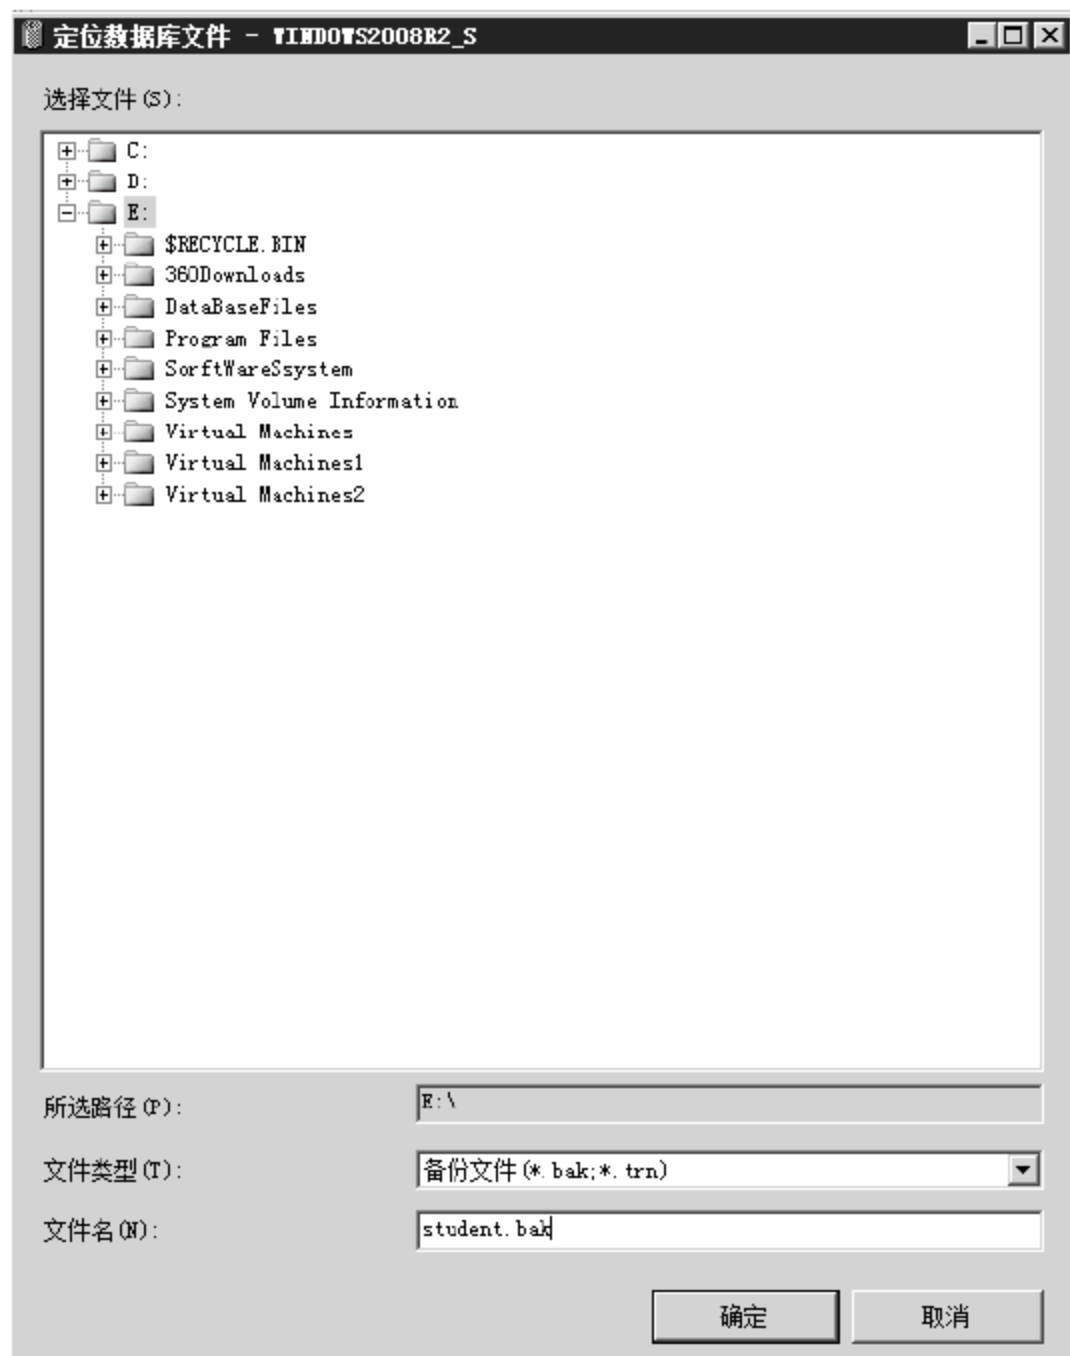 定位数据库文件 - WINDOWS2008R2_S
选择文件(S):
C:
D:
E:
$RECYCLE.BIN
360Downloads
DataBaseFiles
Program Files
SorftWareSsystem
System Volume Information
Virtual Machines
Virtual Machines1
Virtual Machines2
所选路径(P): E:\
文件类型(T): 备份文件(*.bak;*.trn)
文件名(N): student.bak
确定 取消